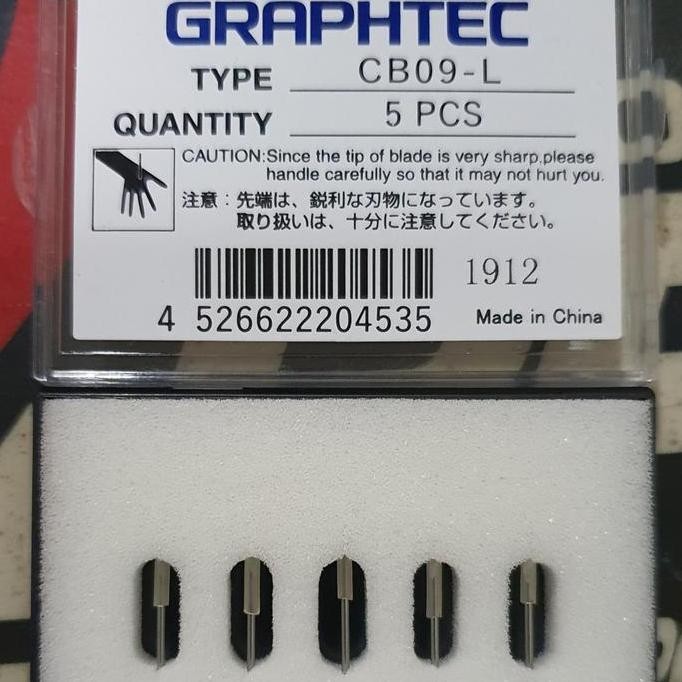 GRAPHTEC
TYPE CB09-L
QUANTITY 5 PCS
CAUTION:Since the tip of blade is very sharp,please
handle carefully so that it may not hurt you.
注意：先端は、鋭利な刃物になっています。
取り扱いは、十分に注意してください。
1912
4 526622204535 Made in China